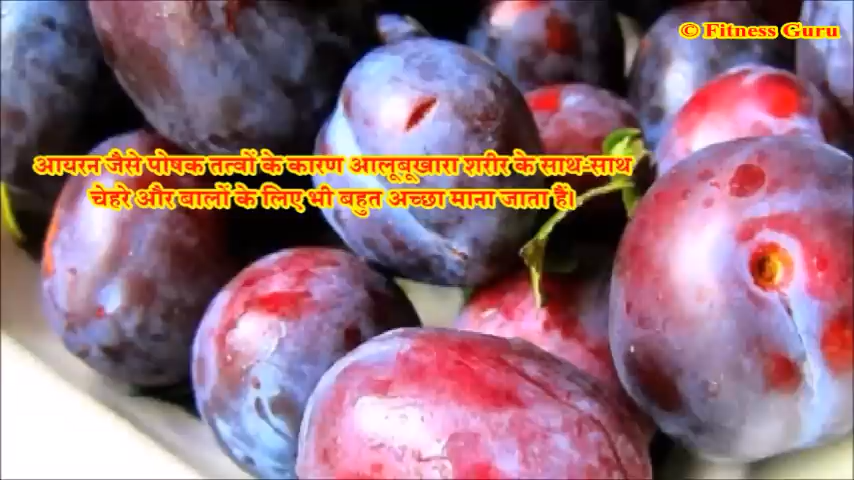 © Fitness Guru
आयरन जैसे पोषक तत्वों के कारण आलूबूखारा शरीर के साथ-साथ
चेहरे और बालों के लिए भी बहुत अच्छा माना जाता हैं।